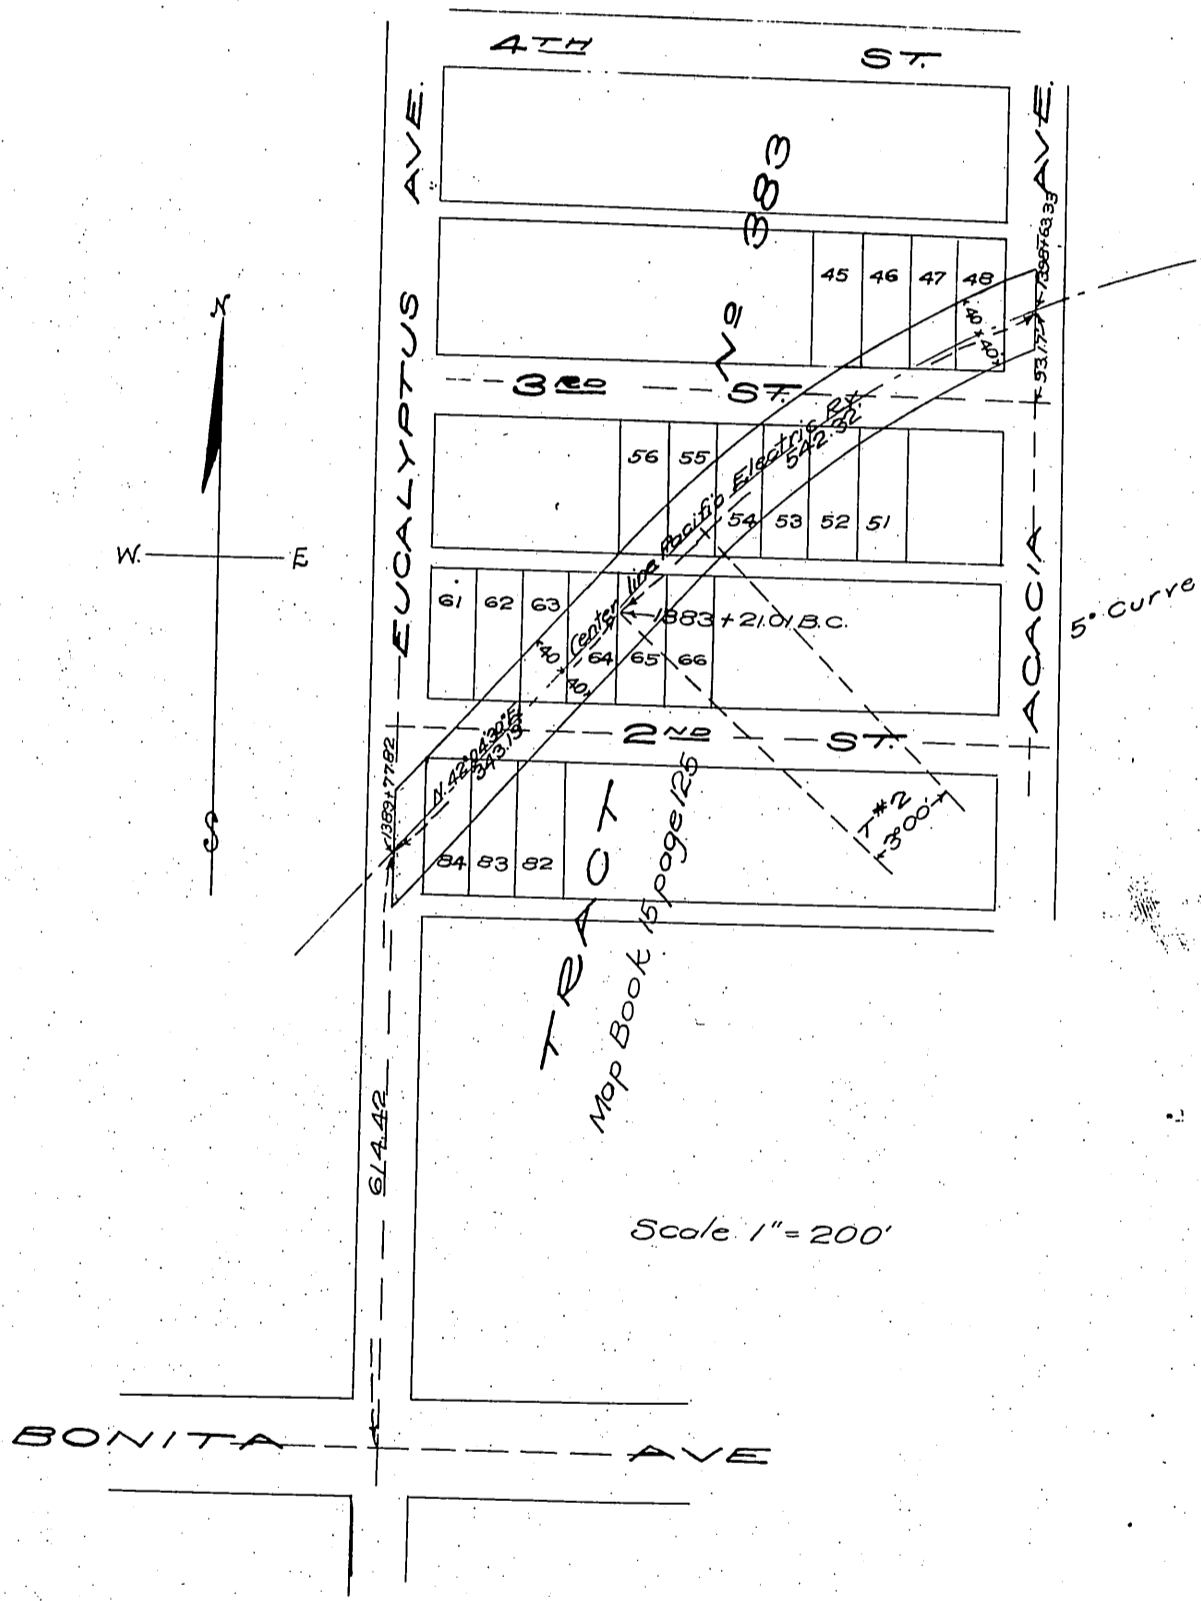 4TH ST.
EUCALYPTUS AVE.
ACACIA AVE.
No 383
45 46 47 48
40' 40'
1398+63.33
93.17
3RD ST.
56 55
54 53 52 51
Center line Pacific Electric Ry.
542.32
N
W. E
S
61 62 63
64 65 66
1883+21.01 B.C.
40
40
5° Curve
2ND ST.
N. 42°04'30" E
343.19
1389+77.82
84 83 82
T#2
3°00'
TRACT
Map Book 15 page 125
614.42
Scale 1"=200'
BONITA AVE